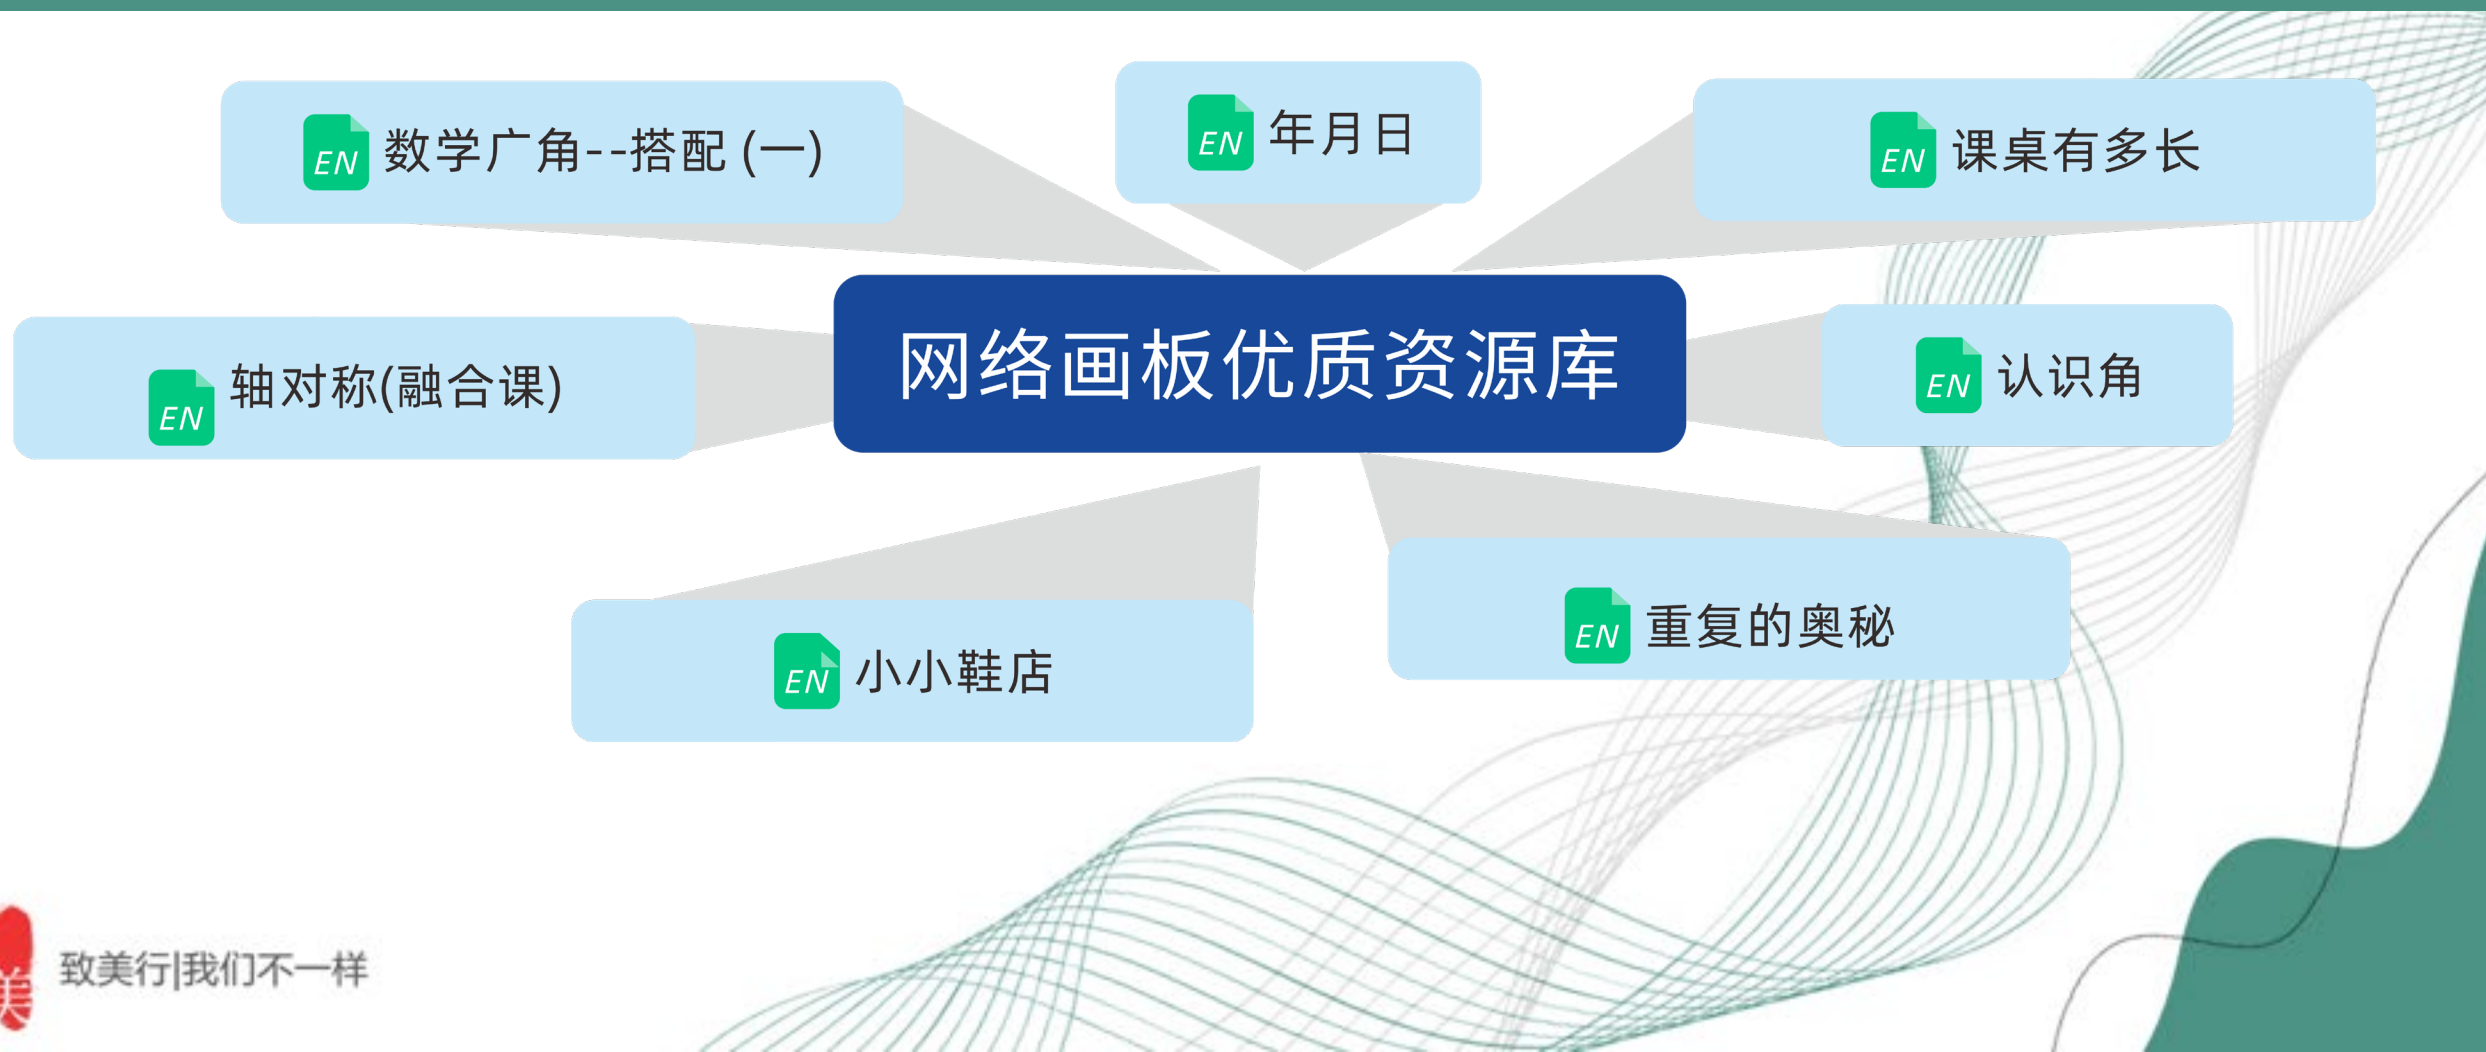 EN 数学广角--搭配 (一)
EN 年月日
EN 课桌有多长
EN 轴对称(融合课)
网络画板优质资源库
EN 认识角
EN 小小鞋店
EN 重复的奥秘
美
致美行|我们不一样